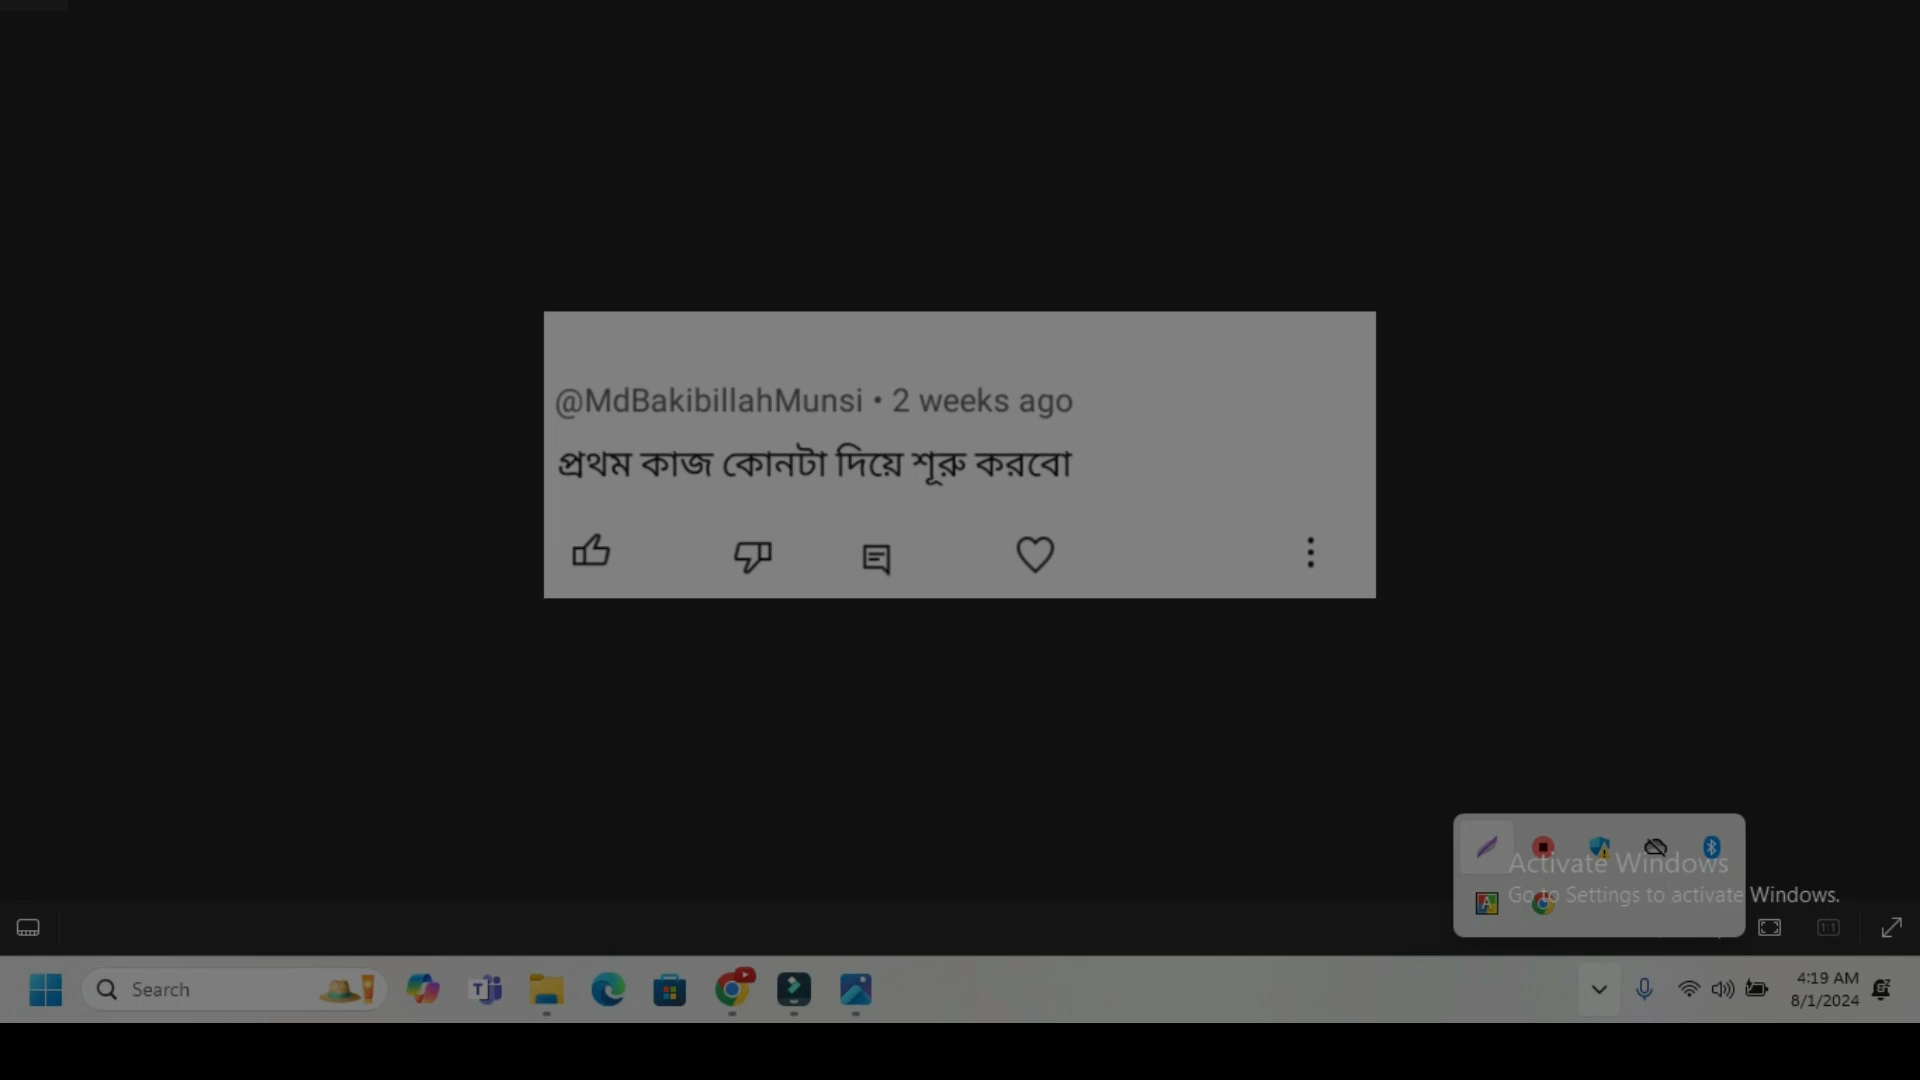 @MdBakibillahMunsi • 2 weeks ago
প্রথম কাজ কোনটা দিয়ে শূরু করবো
Activate Windows
Go to Settings to activate Windows.
Search
4:19 AM
8/1/2024